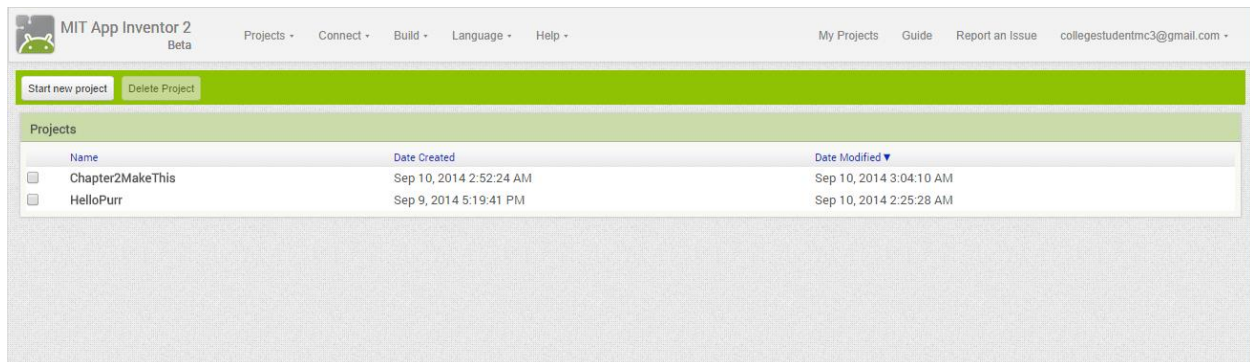 MIT App Inventor 2
Beta
Projects Connect Build Language Help My Projects Guide Report an Issue collegestudentmc3@gmail.com
Start new project Delete Project
Projects
Name Date Created Date Modified ▼
Chapter2MakeThis Sep 10, 2014 2:52:24 AM Sep 10, 2014 3:04:10 AM
HelloPurr Sep 9, 2014 5:19:41 PM Sep 10, 2014 2:25:28 AM